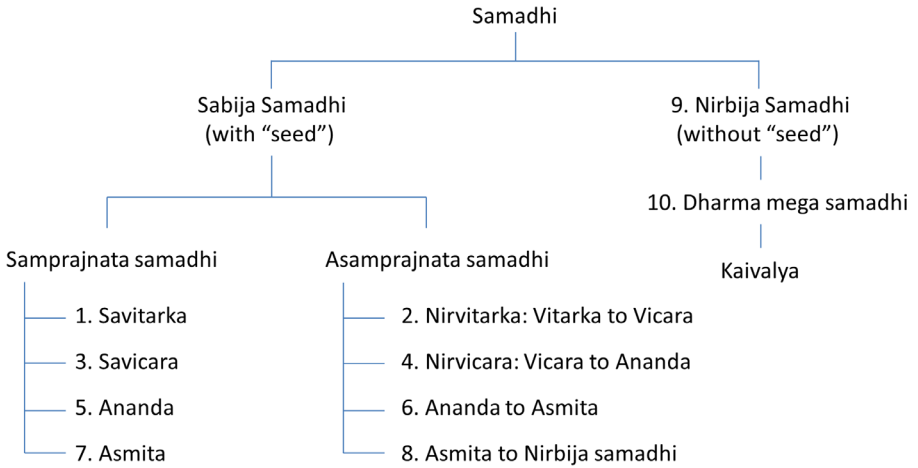 Samadhi
Sabija Samadhi
(with “seed”)
9. Nirbija Samadhi
(without “seed”)
10. Dharma mega samadhi
Kaivalya
Samprajnata samadhi
1. Savitarka
3. Savicara
5. Ananda
7. Asmita
Asamprajnata samadhi
2. Nirvitarka: Vitarka to Vicara
4. Nirvicara: Vicara to Ananda
6. Ananda to Asmita
8. Asmita to Nirbija samadhi